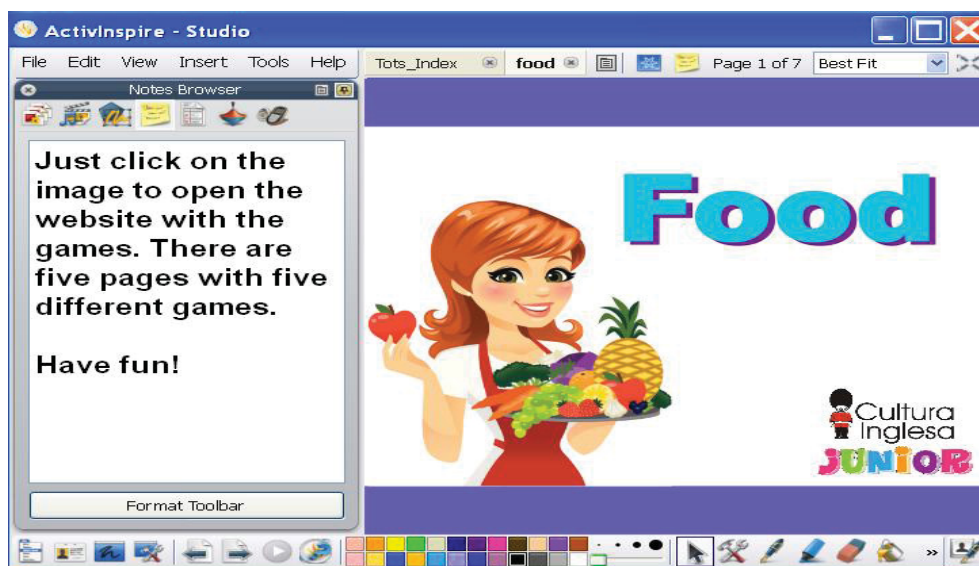 ActivInspire - Studio
File Edit View Insert Tools Help
Tots_Index food Page 1 of 7 Best Fit
Notes Browser
Just click on the
image to open the
website with the
games. There are
five pages with five
different games.
Have fun!
Format Toolbar
Food
Cultura
Inglesa
JUNIOR